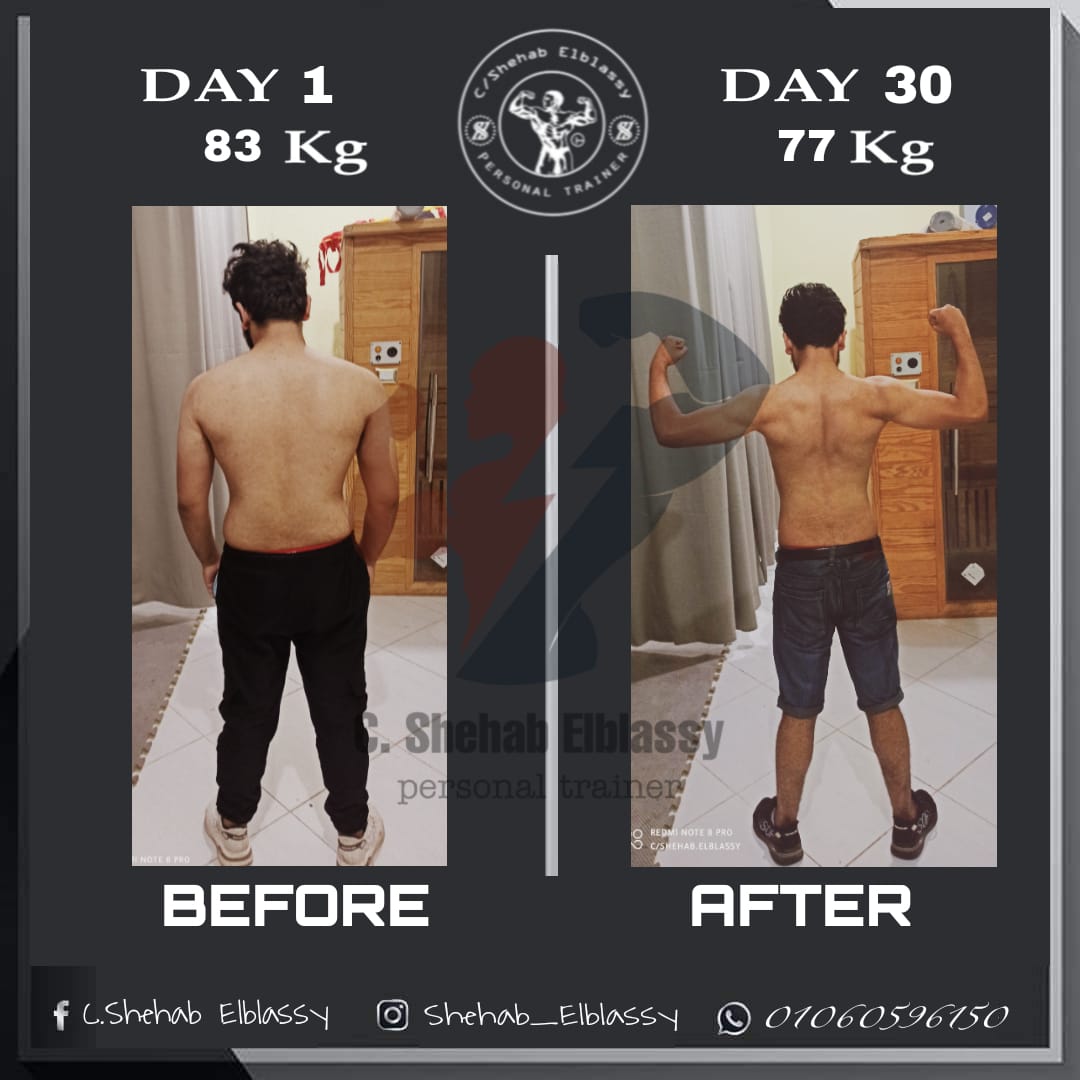 DAY 1
83 Kg
C/Shehab Elblassy
PERSONAL TRAINER
DAY 30
77 Kg
C. Shehab Elblassy
personal trainer
I NOTE 8 PRO
REDMI NOTE 8 PRO
C/SHEHAB.ELBLASSY
BEFORE
AFTER
C.Shehab Elblassy
Shehab_Elblassy
01060596150